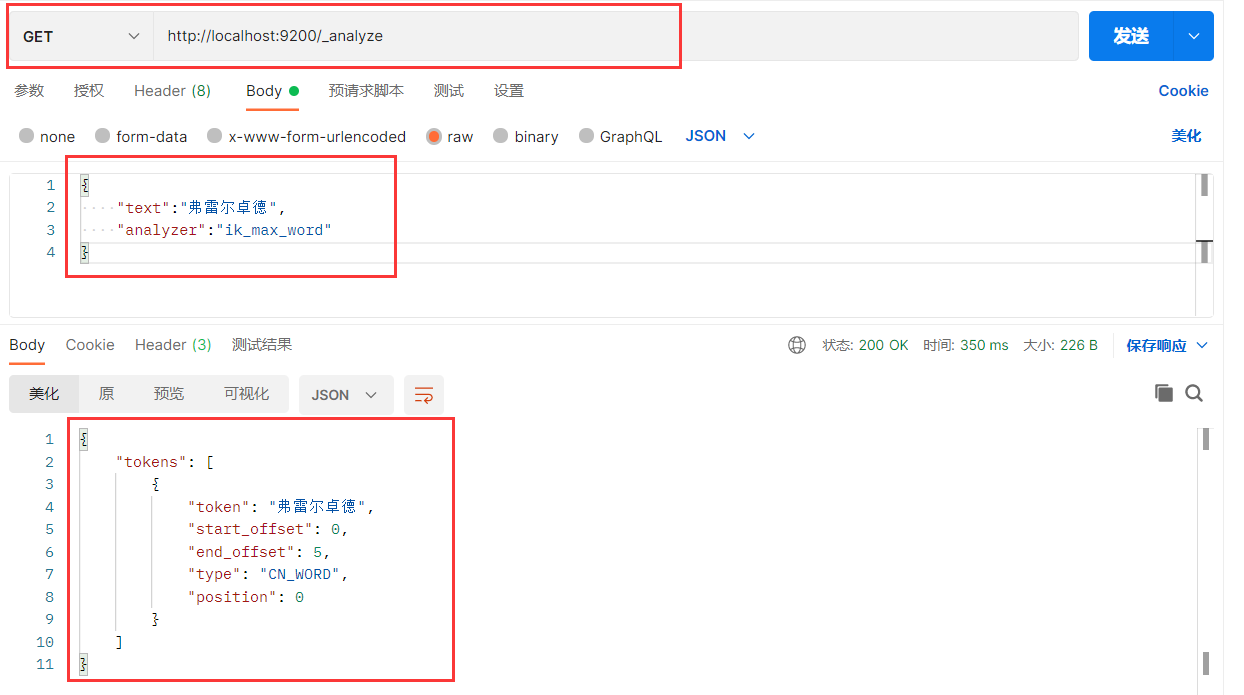 GET http://localhost:9200/_analyze 发送
参数 授权 Header (8) Body 预请求脚本 测试 设置 Cookie
none form-data x-www-form-urlencoded raw binary GraphQL JSON 美化
1 {
2 ····"text":"弗雷尔卓德",
3 ····"analyzer":"ik_max_word"
4 }
Body Cookie Header (3) 测试结果 状态: 200 OK 时间: 350 ms 大小: 226 B 保存响应
美化 原 预览 可视化 JSON
1 {
2 "tokens": [
3 {
4 "token": "弗雷尔卓德",
5 "start_offset": 0,
6 "end_offset": 5,
7 "type": "CN_WORD",
8 "position": 0
9 }
10 ]
11 }